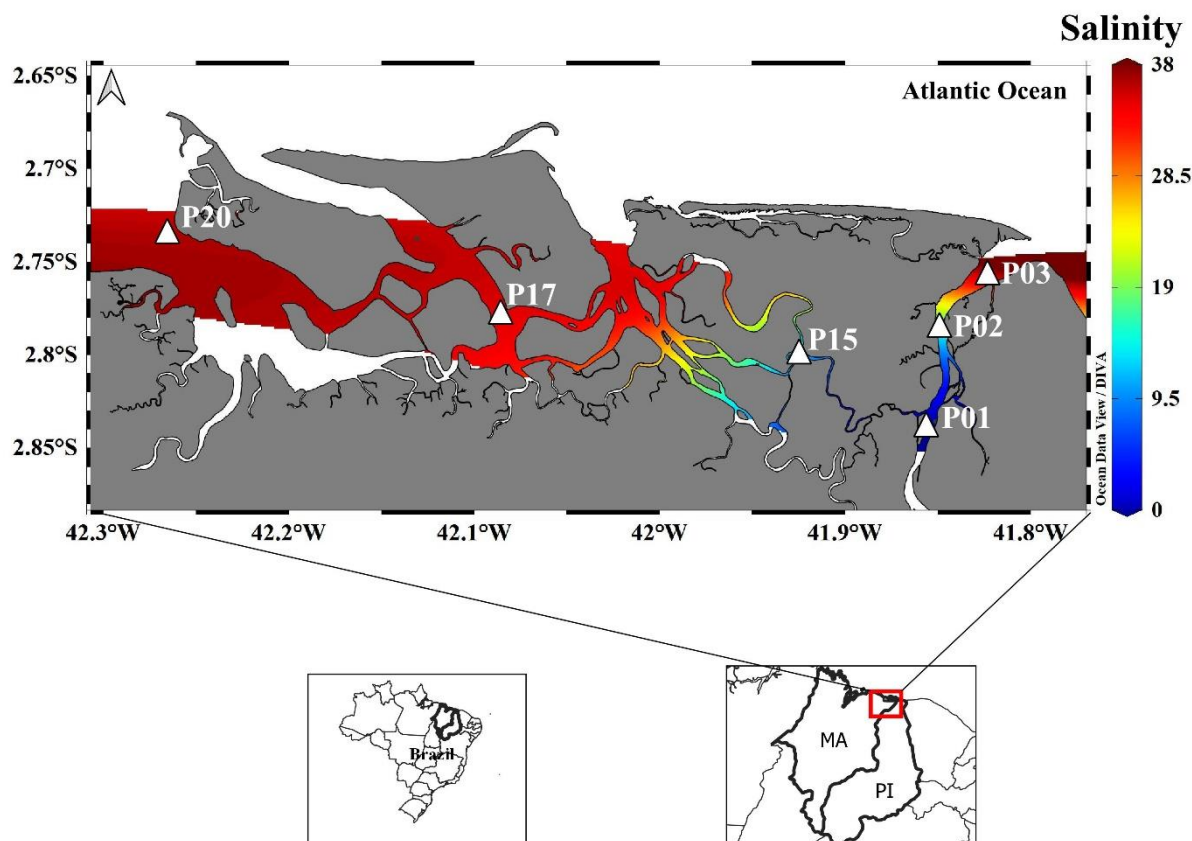 Salinity
38
28.5
19
9.5
0
Ocean Data View / DIVA
Atlantic Ocean
2.65°S
2.7°S
2.75°S
2.8°S
2.85°S
P20
P17
P15
P03
P02
P01
42.3°W
42.2°W
42.1°W
42°W
41.9°W
41.8°W
Brazil
MA
PI